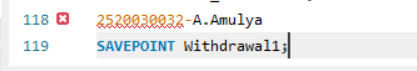 118 2520030032-A.Amulya
119 SAVEPOINT Withdrawal1;